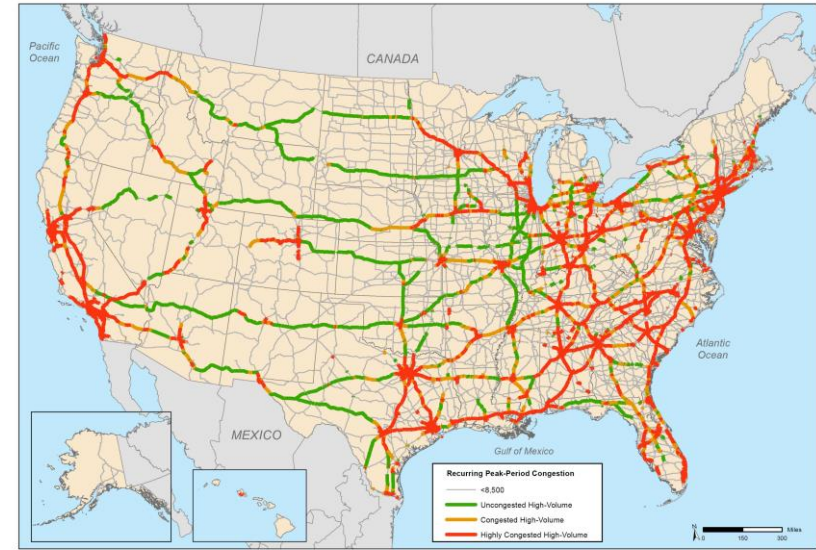 Pacific
Ocean
CANADA
Atlantic
Ocean
MEXICO
Gulf of Mexico
Recurring Peak-Period Congestion
<8,500
Uncongested High-Volume
Congested High-Volume
Highly Congested High-Volume
N
0 150 300 Miles